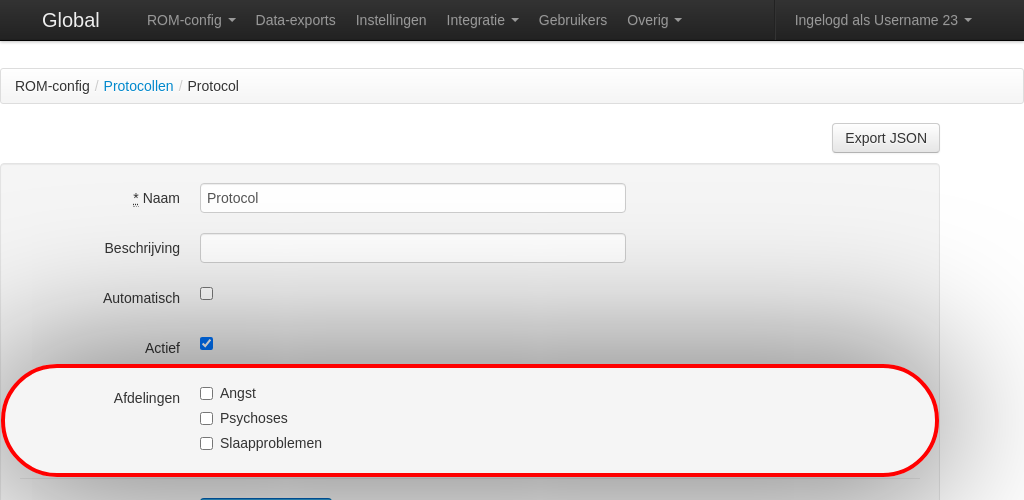 Global ROM-config Data-exports Instellingen Integratie Gebruikers Overig Ingelogd als Username 23
ROM-config / Protocollen / Protocol
Export JSON
* Naam Protocol
Beschrijving
Automatisch
Actief
Afdelingen Angst
Psychoses
Slaapproblemen